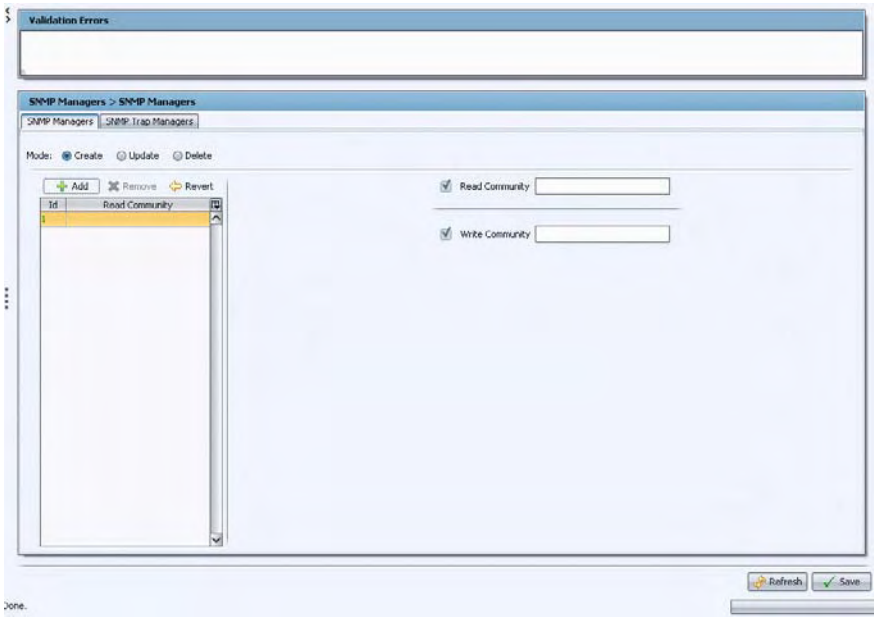 Validation Errors
SNMP Managers > SNMP Managers
SNMP Managers SNMP Trap Managers
Mode: Create Update Delete
Add Remove Revert
Read Community
Id Read Community
1
Write Community
Refresh Save
Done.